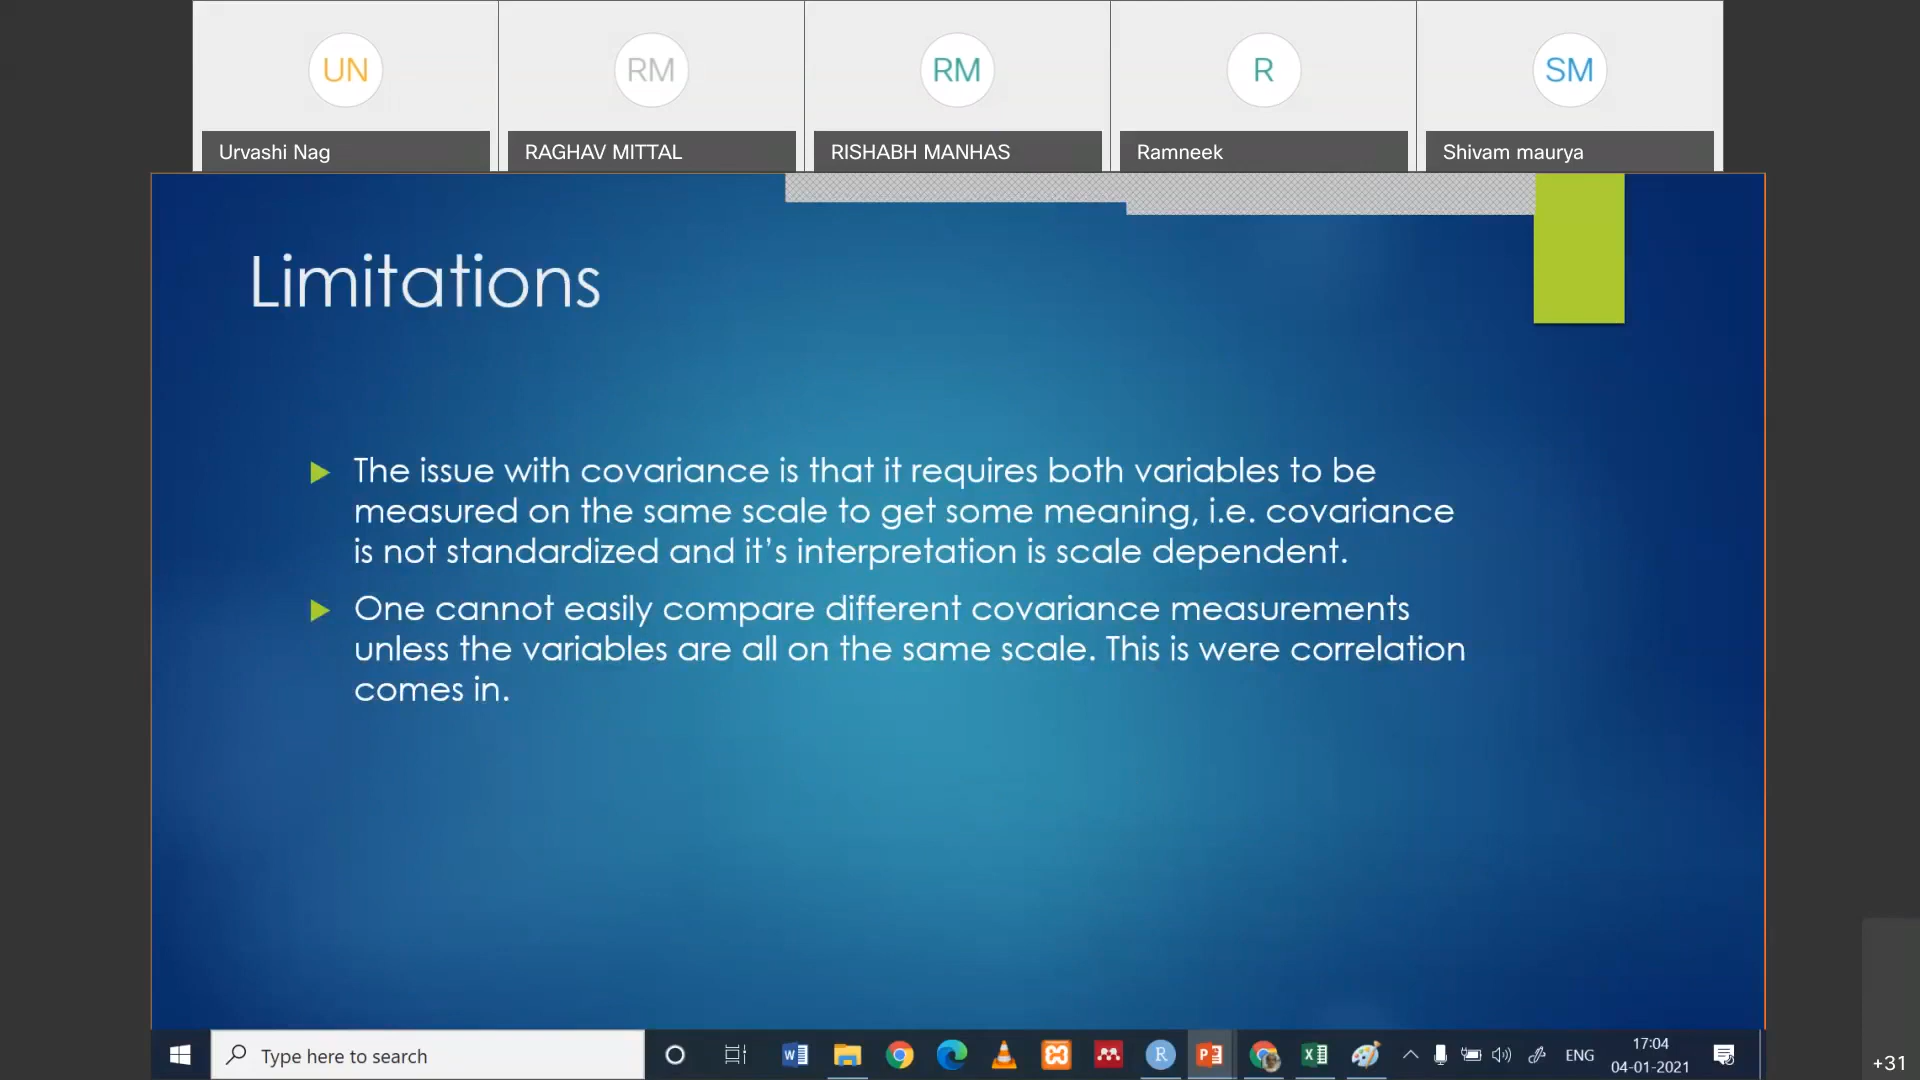 UN
RM
RM
R
SM
Urvashi Nag
RAGHAV MITTAL
RISHABH MANHAS
Ramneek
Shivam maurya
Limitations
The issue with covariance is that it requires both variables to be
measured on the same scale to get some meaning, i.e. covariance
is not standardized and it’s interpretation is scale dependent.
One cannot easily compare different covariance measurements
unless the variables are all on the same scale. This is were correlation
comes in.
Type here to search
ENG
17:04
04-01-2021
+31